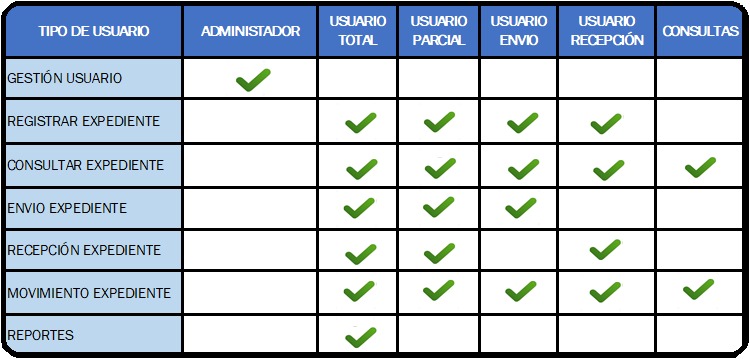 TIPO DE USUARIO ADMINISTADOR USUARIO TOTAL USUARIO PARCIAL USUARIO ENVIO USUARIO RECEPCIÓN CONSULTAS
GESTIÓN USUARIO
REGISTRAR EXPEDIENTE
CONSULTAR EXPEDIENTE
ENVIO EXPEDIENTE
RECEPCIÓN EXPEDIENTE
MOVIMIENTO EXPEDIENTE
REPORTES